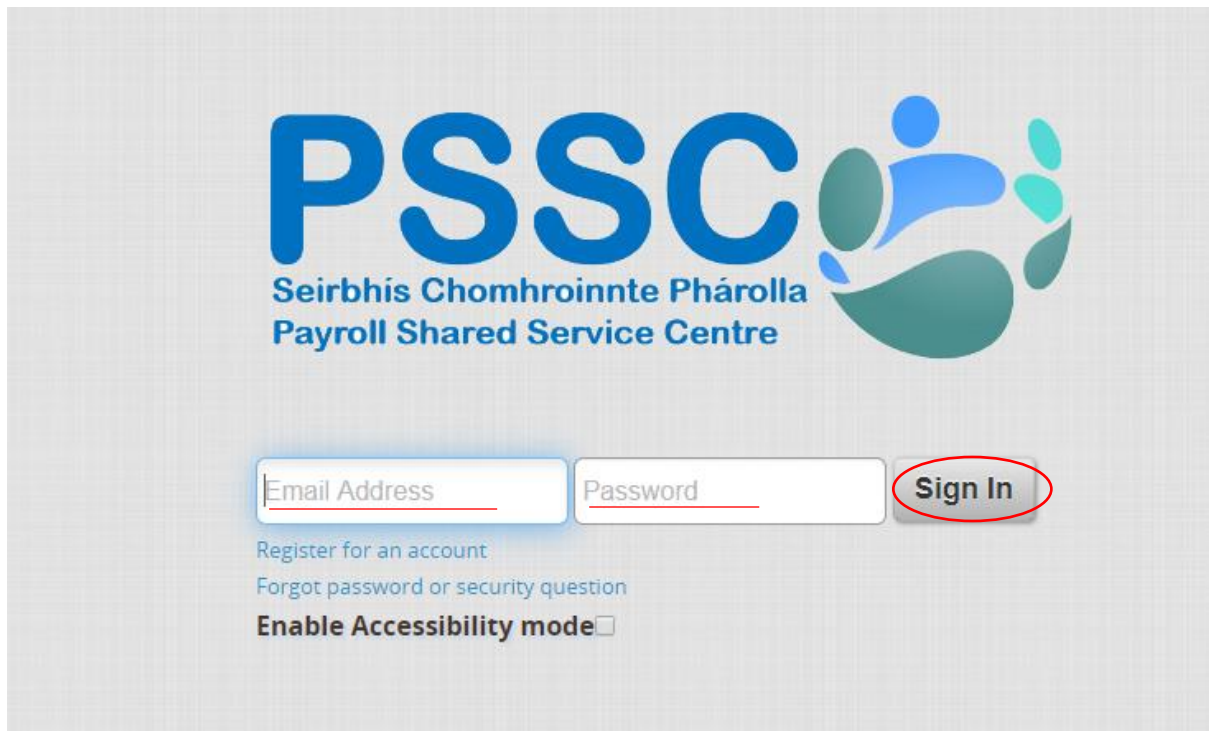 PSSC
Seirbhís Chomhroinnte Phárolla
Payroll Shared Service Centre
Email Address Password Sign In
Register for an account
Forgot password or security question
Enable Accessibility mode